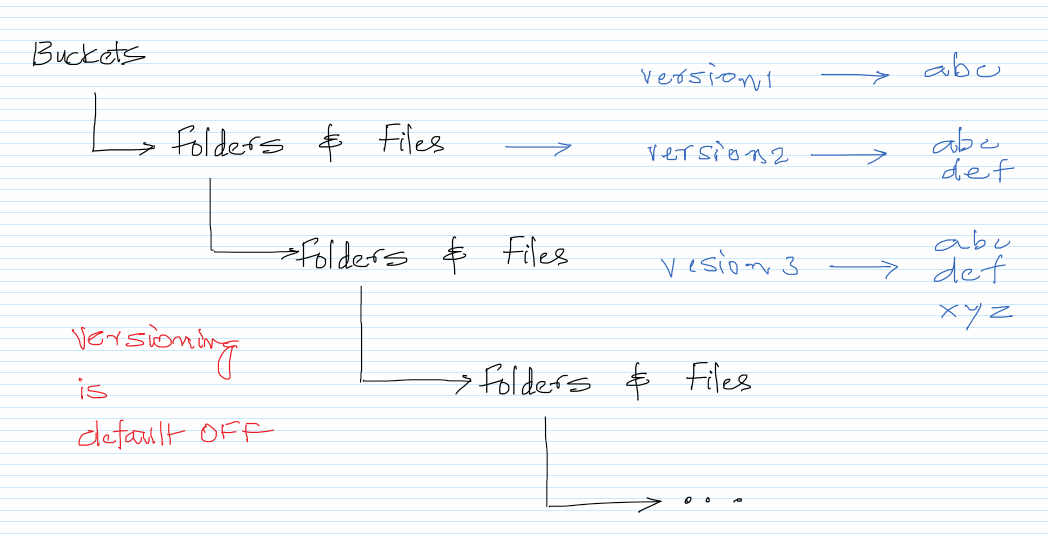 Buckets
version1 → abc
Folders & Files → version2 → abc
def
Folders & Files
vesion3 → abc
def
xyz
versioning
is
default OFF
Folders & Files
...